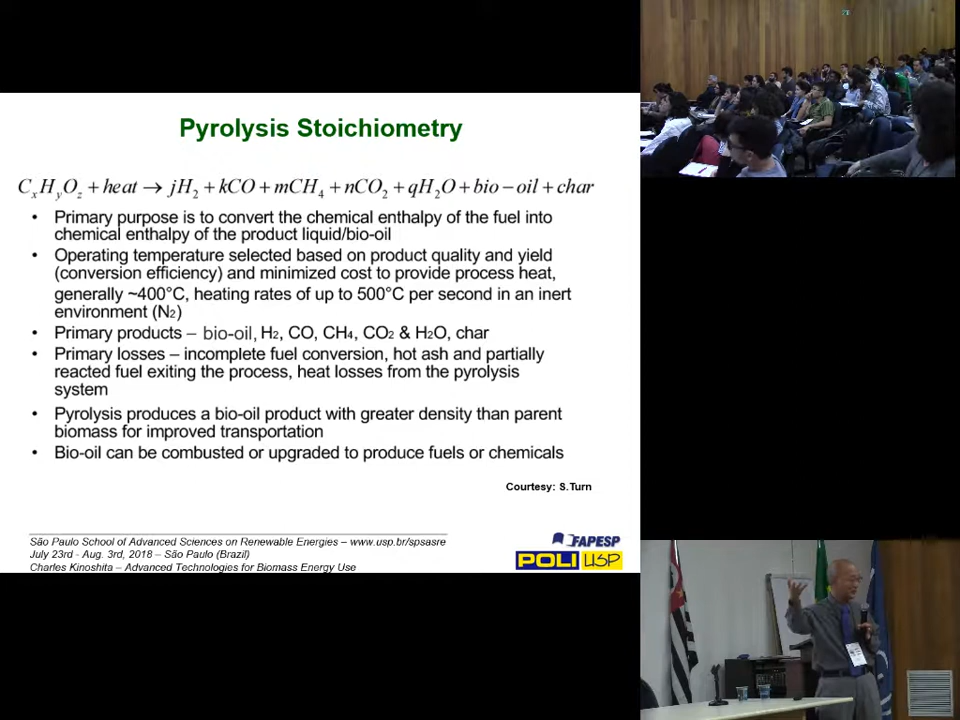 Pyrolysis Stoichiometry
CxHyOz + heat → jH2 + kCO + mCH4 + nCO2 + qH2O + bio − oil + char
• Primary purpose is to convert the chemical enthalpy of the fuel into
chemical enthalpy of the product liquid/bio-oil
• Operating temperature selected based on product quality and yield
(conversion efficiency) and minimized cost to provide process heat,
generally ~400°C, heating rates of up to 500°C per second in an inert
environment (N2)
• Primary products – bio-oil, H2, CO, CH4, CO2 & H2O, char
• Primary losses – incomplete fuel conversion, hot ash and partially
reacted fuel exiting the process, heat losses from the pyrolysis
system
• Pyrolysis produces a bio-oil product with greater density than parent
biomass for improved transportation
• Bio-oil can be combusted or upgraded to produce fuels or chemicals
Courtesy: S.Turn
São Paulo School of Advanced Sciences on Renewable Energies – www.usp.br/spsasre
July 23rd - Aug. 3rd, 2018 – São Paulo (Brazil)
Charles Kinoshita – Advanced Technologies for Biomass Energy Use
FAPESP
POLI USP